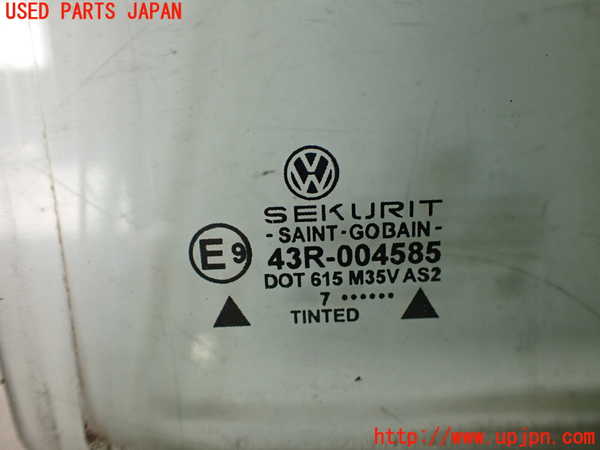 USED PARTS JAPAN
VW
SEKURIT
- SAINT - GOBAIN -
E9
43R-004585
DOT 615 M35V AS2
7 ······
TINTED
http://www.upjpn.com/